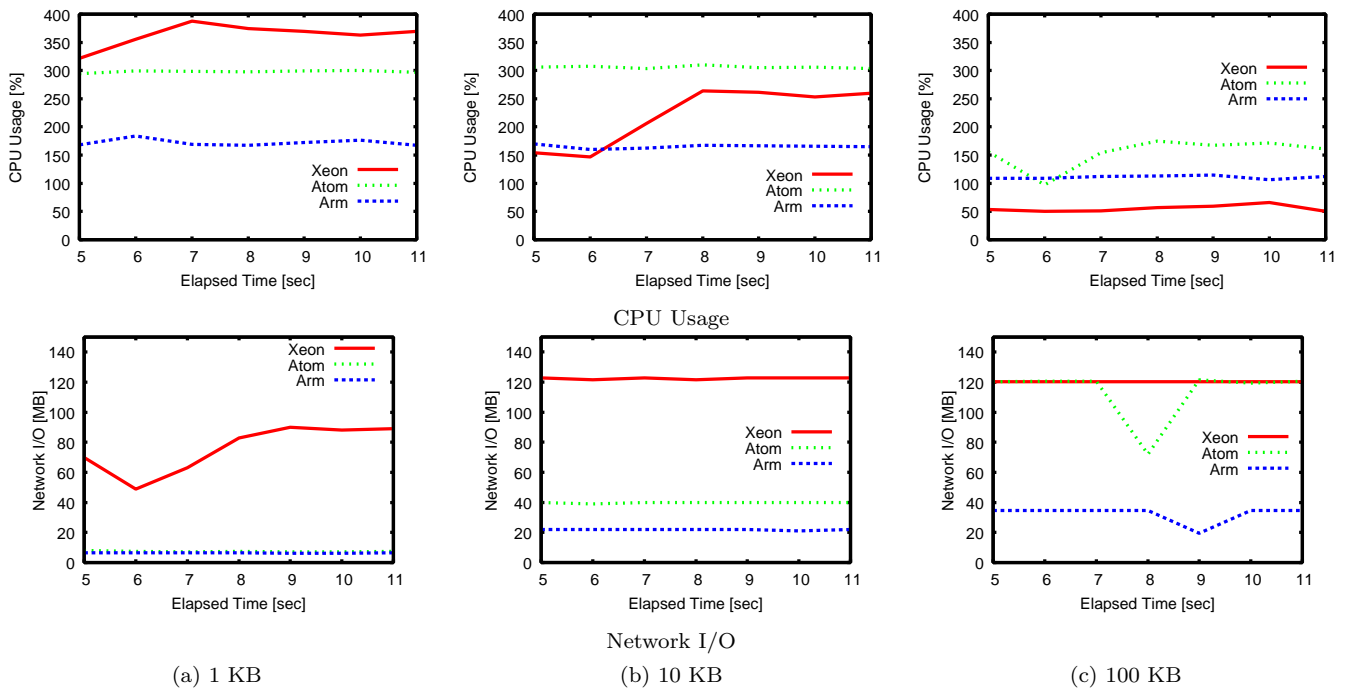 400
350
300
250
200
150
100
50
0
CPU Usage [%]
Xeon
Atom
Arm
5 6 7 8 9 10 11
Elapsed Time [sec]
400
350
300
250
200
150
100
50
0
CPU Usage [%]
Xeon
Atom
Arm
5 6 7 8 9 10 11
Elapsed Time [sec]
400
350
300
250
200
150
100
50
0
CPU Usage [%]
Xeon
Atom
Arm
5 6 7 8 9 10 11
Elapsed Time [sec]
CPU Usage
140
120
100
80
60
40
20
0
Network I/O [MB]
Xeon
Atom
Arm
5 6 7 8 9 10 11
Elapsed Time [sec]
140
120
100
80
60
40
20
0
Network I/O [MB]
Xeon
Atom
Arm
5 6 7 8 9 10 11
Elapsed Time [sec]
140
120
100
80
60
40
20
0
Network I/O [MB]
Xeon
Atom
Arm
5 6 7 8 9 10 11
Elapsed Time [sec]
Network I/O
(a) 1 KB
(b) 10 KB
(c) 100 KB